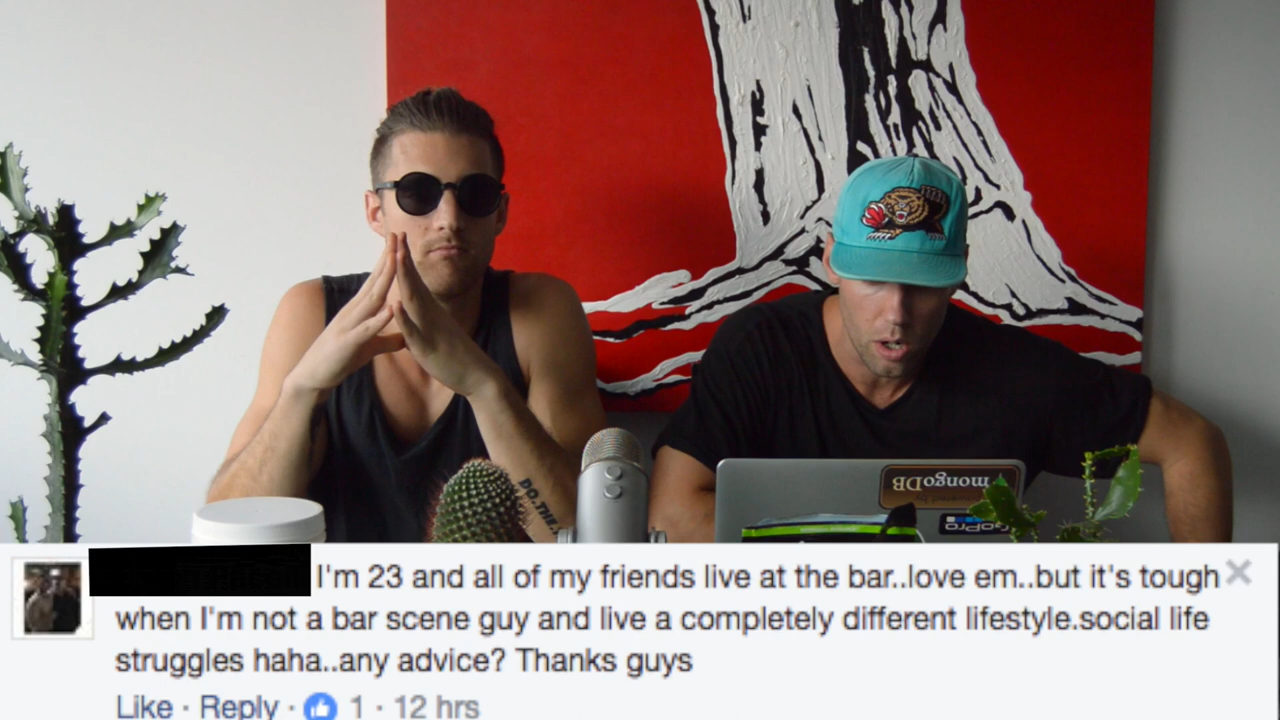 DO.THE.
mongoDB
GoPro
I'm 23 and all of my friends live at the bar..love em..but it's tough
when I'm not a bar scene guy and live a completely different lifestyle.social life
struggles haha..any advice? Thanks guys
Like · Reply · 1 · 12 hrs